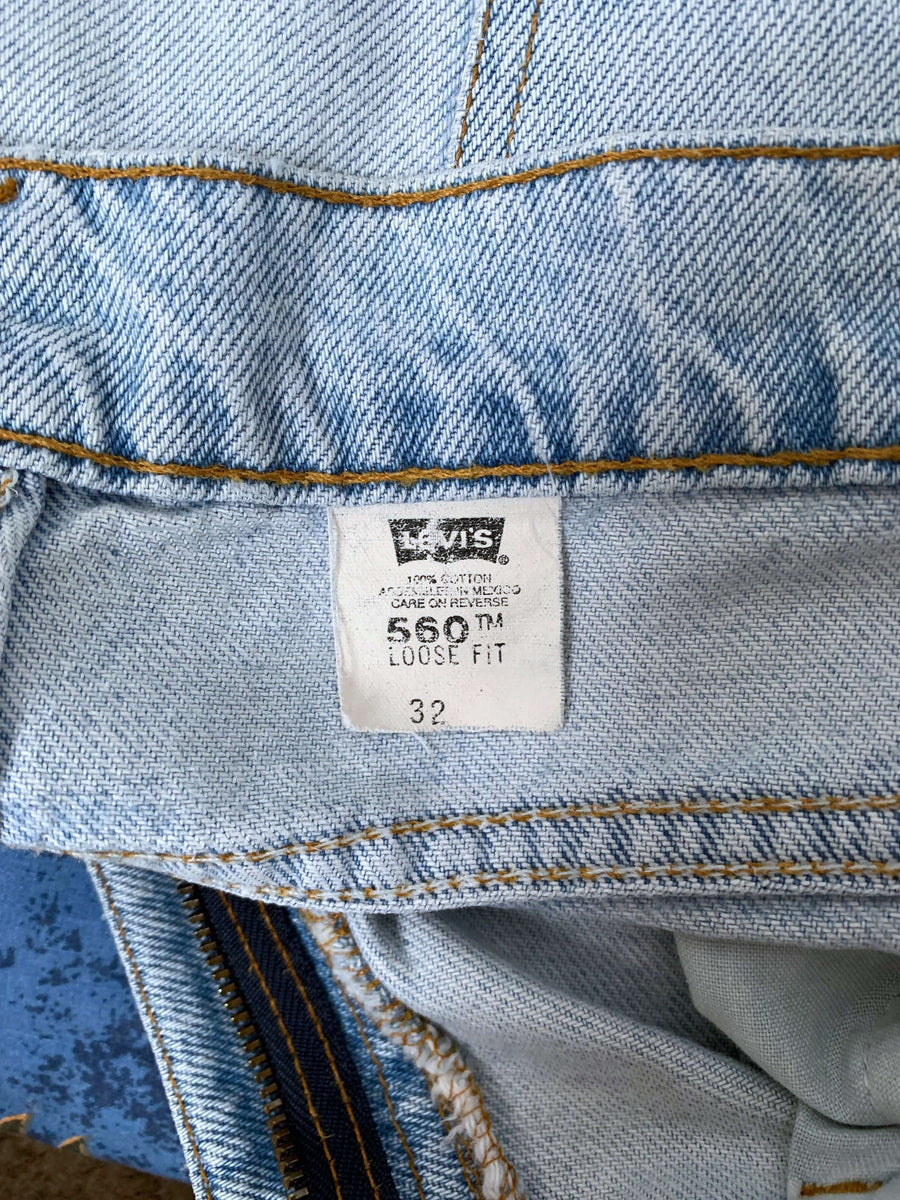 LEVI'S ®
100% COTTON
ASSEMBLED IN MEXICO
CARE ON REVERSE
560™
LOOSE FIT
32